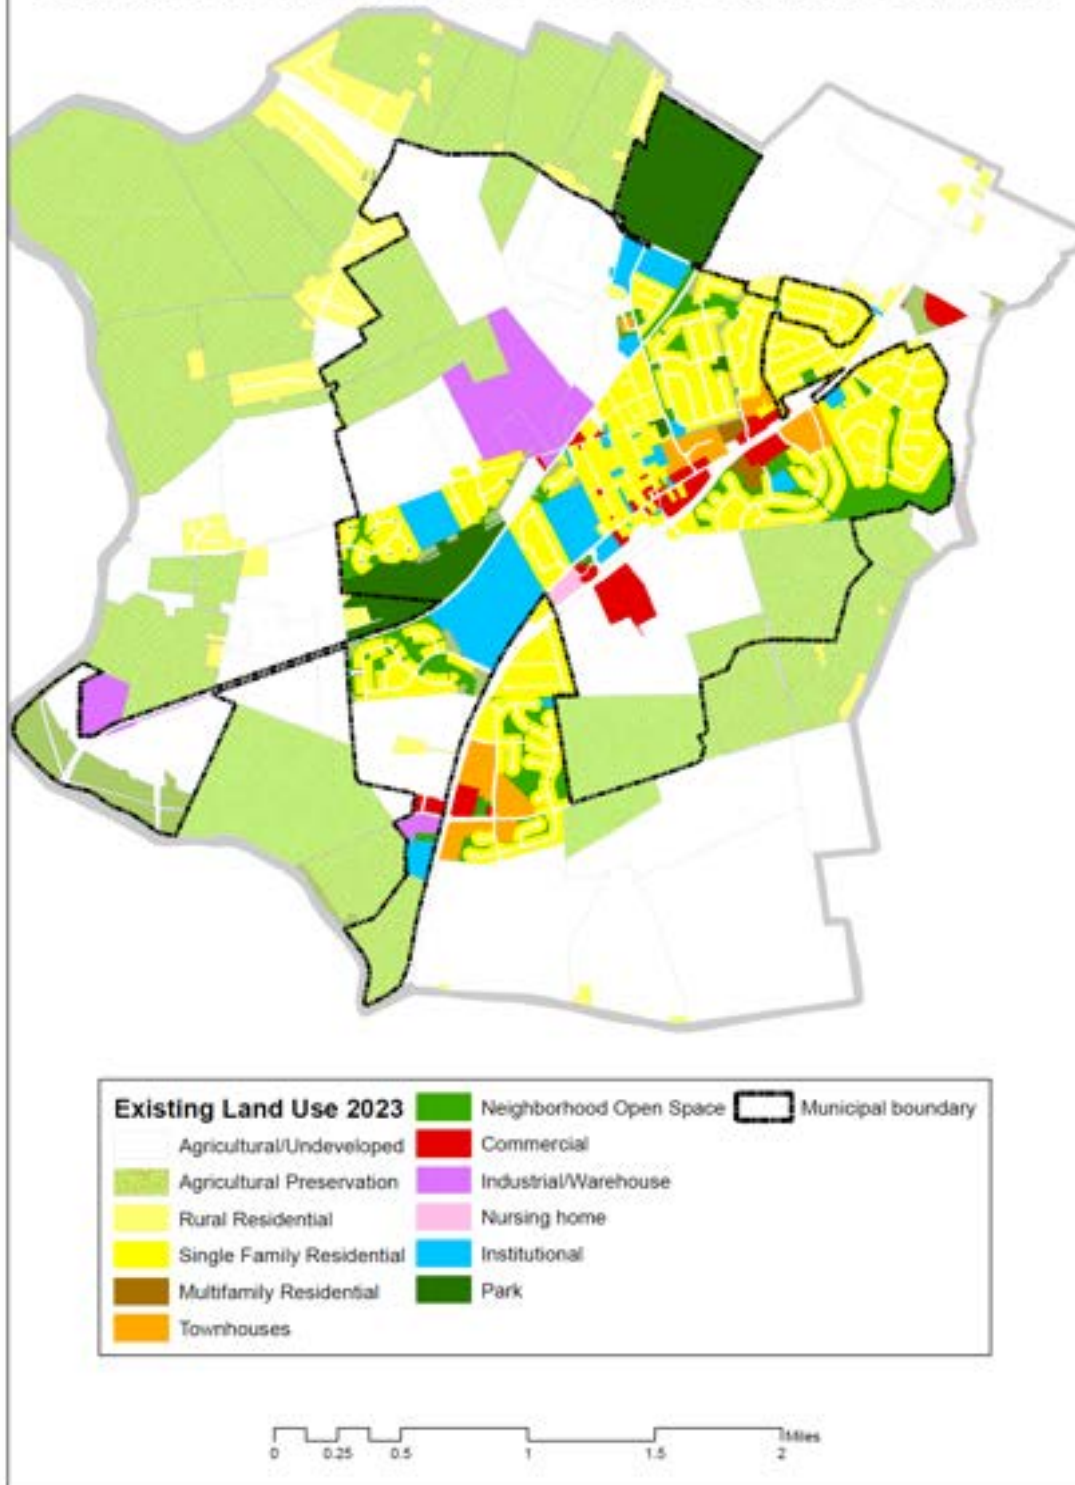 Existing Land Use 2023
Agricultural/Undeveloped
Agricultural Preservation
Rural Residential
Single Family Residential
Multifamily Residential
Townhouses
Neighborhood Open Space
Commercial
Industrial/Warehouse
Nursing home
Institutional
Park
Municipal boundary
Miles
0 0.25 0.5 1 1.5 2